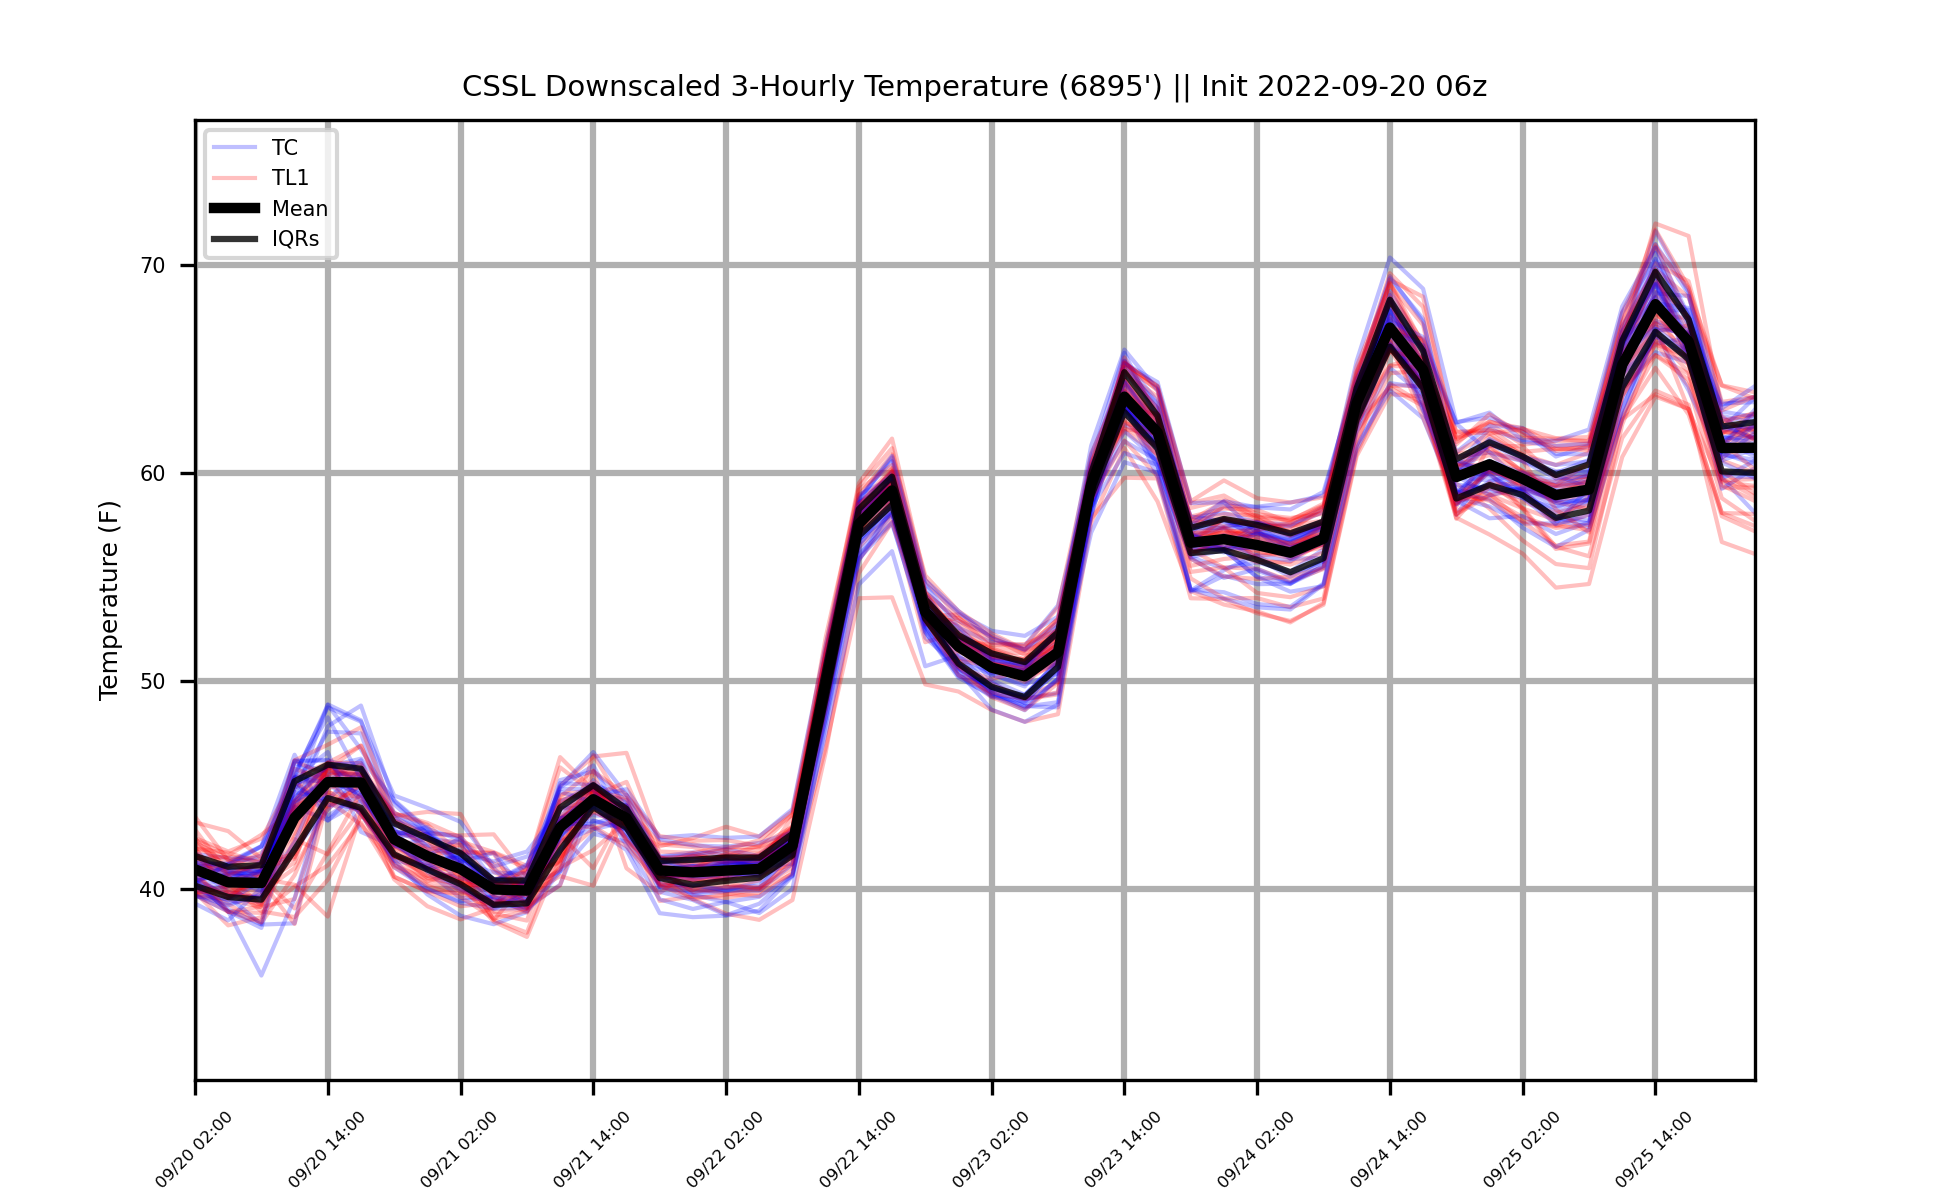 CSSL Downscaled 3-Hourly Temperature (6895') || Init 2022-09-20 06z
TC
TL1
Mean
IQRs
Temperature (F)
70
60
50
40
09/20 02:00
09/20 14:00
09/21 02:00
09/21 14:00
09/22 02:00
09/22 14:00
09/23 02:00
09/23 14:00
09/24 02:00
09/24 14:00
09/25 02:00
09/25 14:00